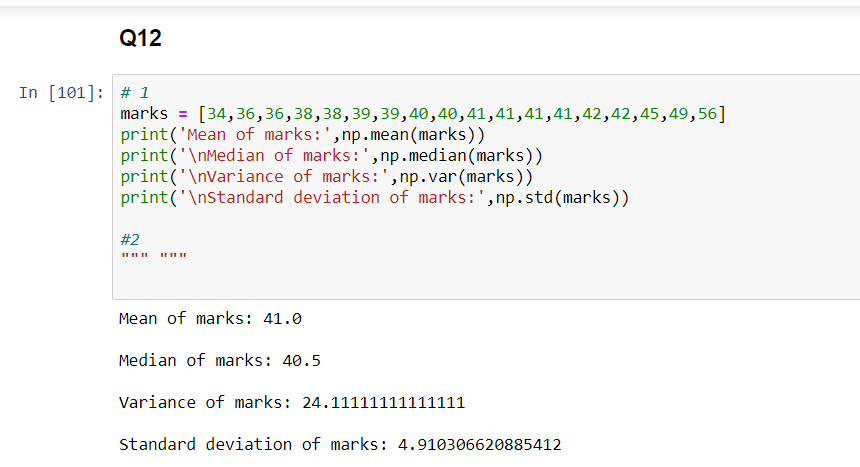 Q12
In [101]:
# 1
marks = [34,36,36,38,38,39,39,40,40,41,41,41,41,42,42,45,49,56]
print('Mean of marks:',np.mean(marks))
print('\nMedian of marks:',np.median(marks))
print('\nVariance of marks:',np.var(marks))
print('\nStandard deviation of marks:',np.std(marks))
#2
""" """
Mean of marks: 41.0
Median of marks: 40.5
Variance of marks: 24.11111111111111
Standard deviation of marks: 4.910306620885412